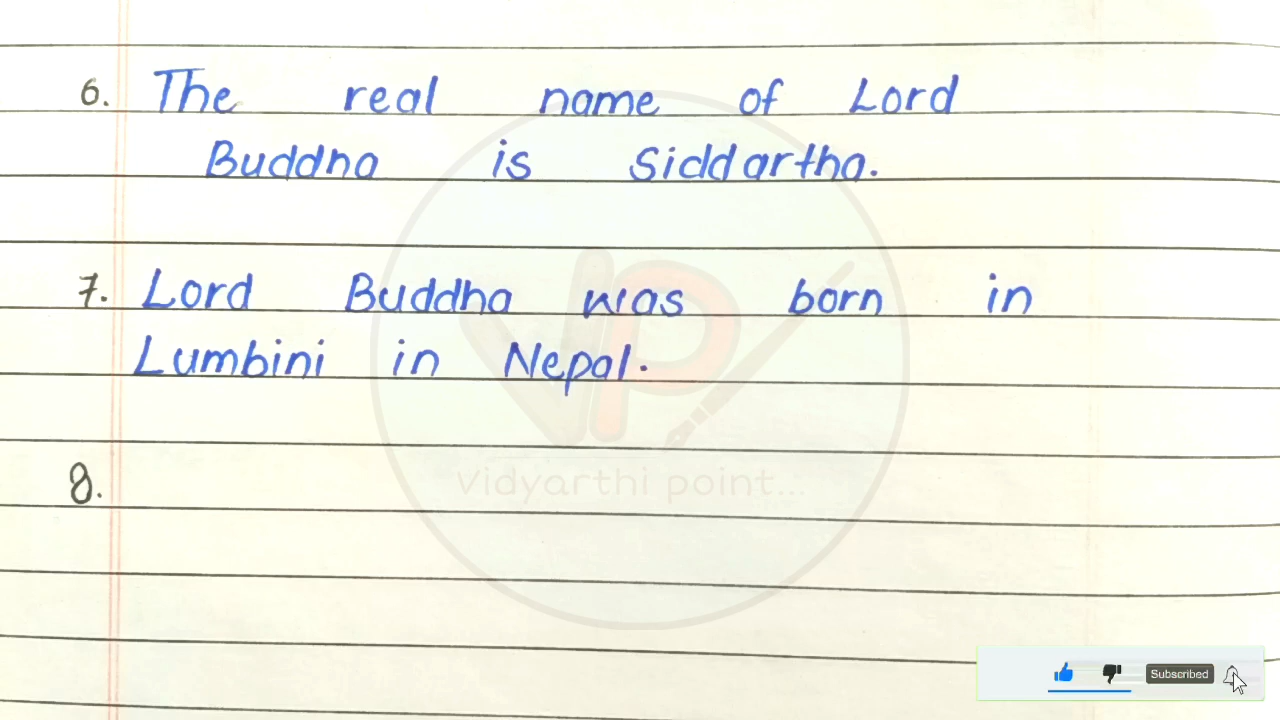 6. The real name of Lord
Buddha is Siddartha.
7. Lord Buddha was born in
Lumbini in Nepal.
Vidyarthi point...
8.
Subscribed